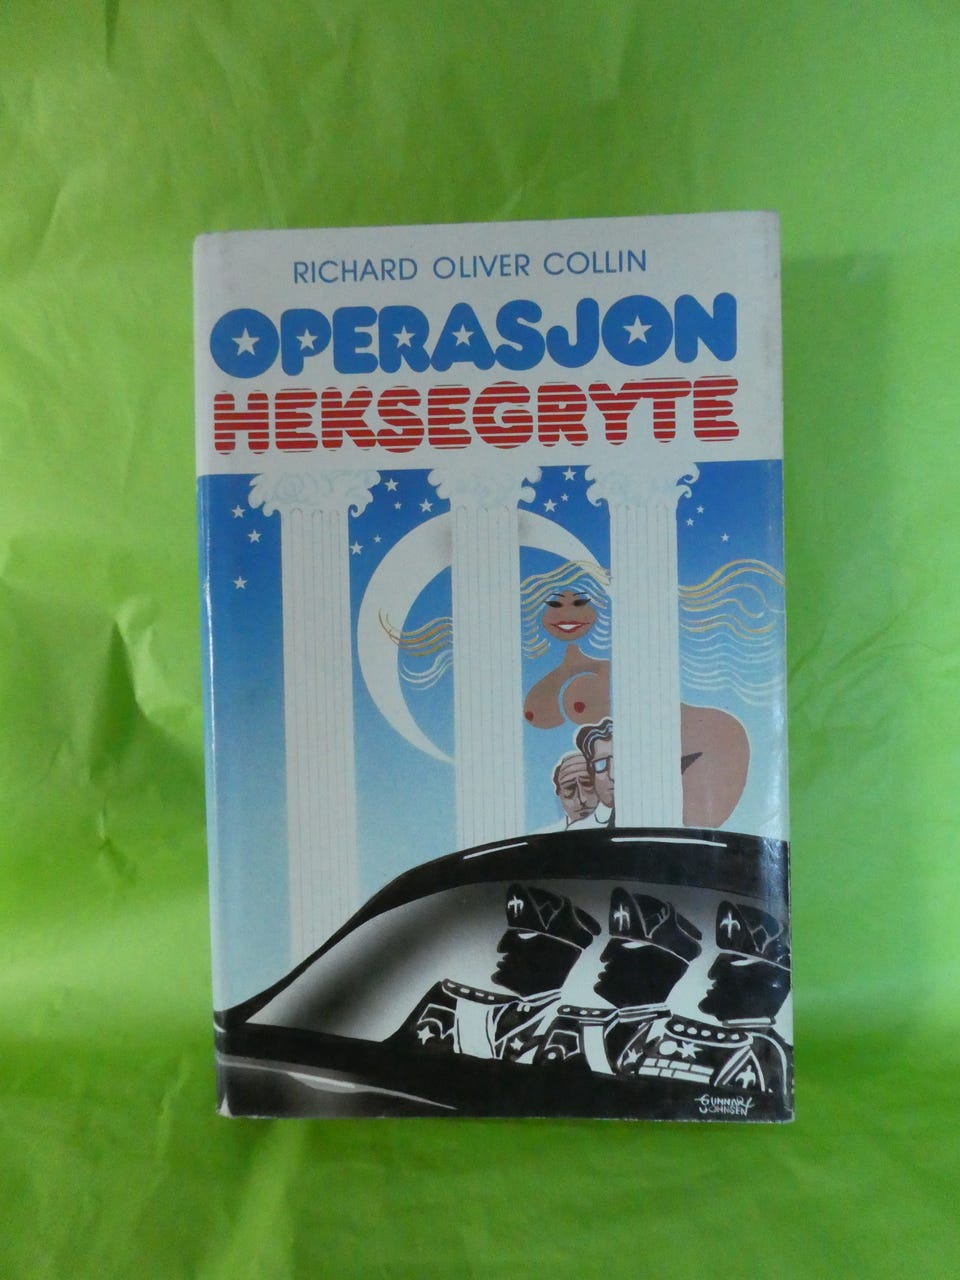 RICHARD OLIVER COLLIN
OPERASJON
HEKSEGRYTE
GUNNAR
JOHNSEN